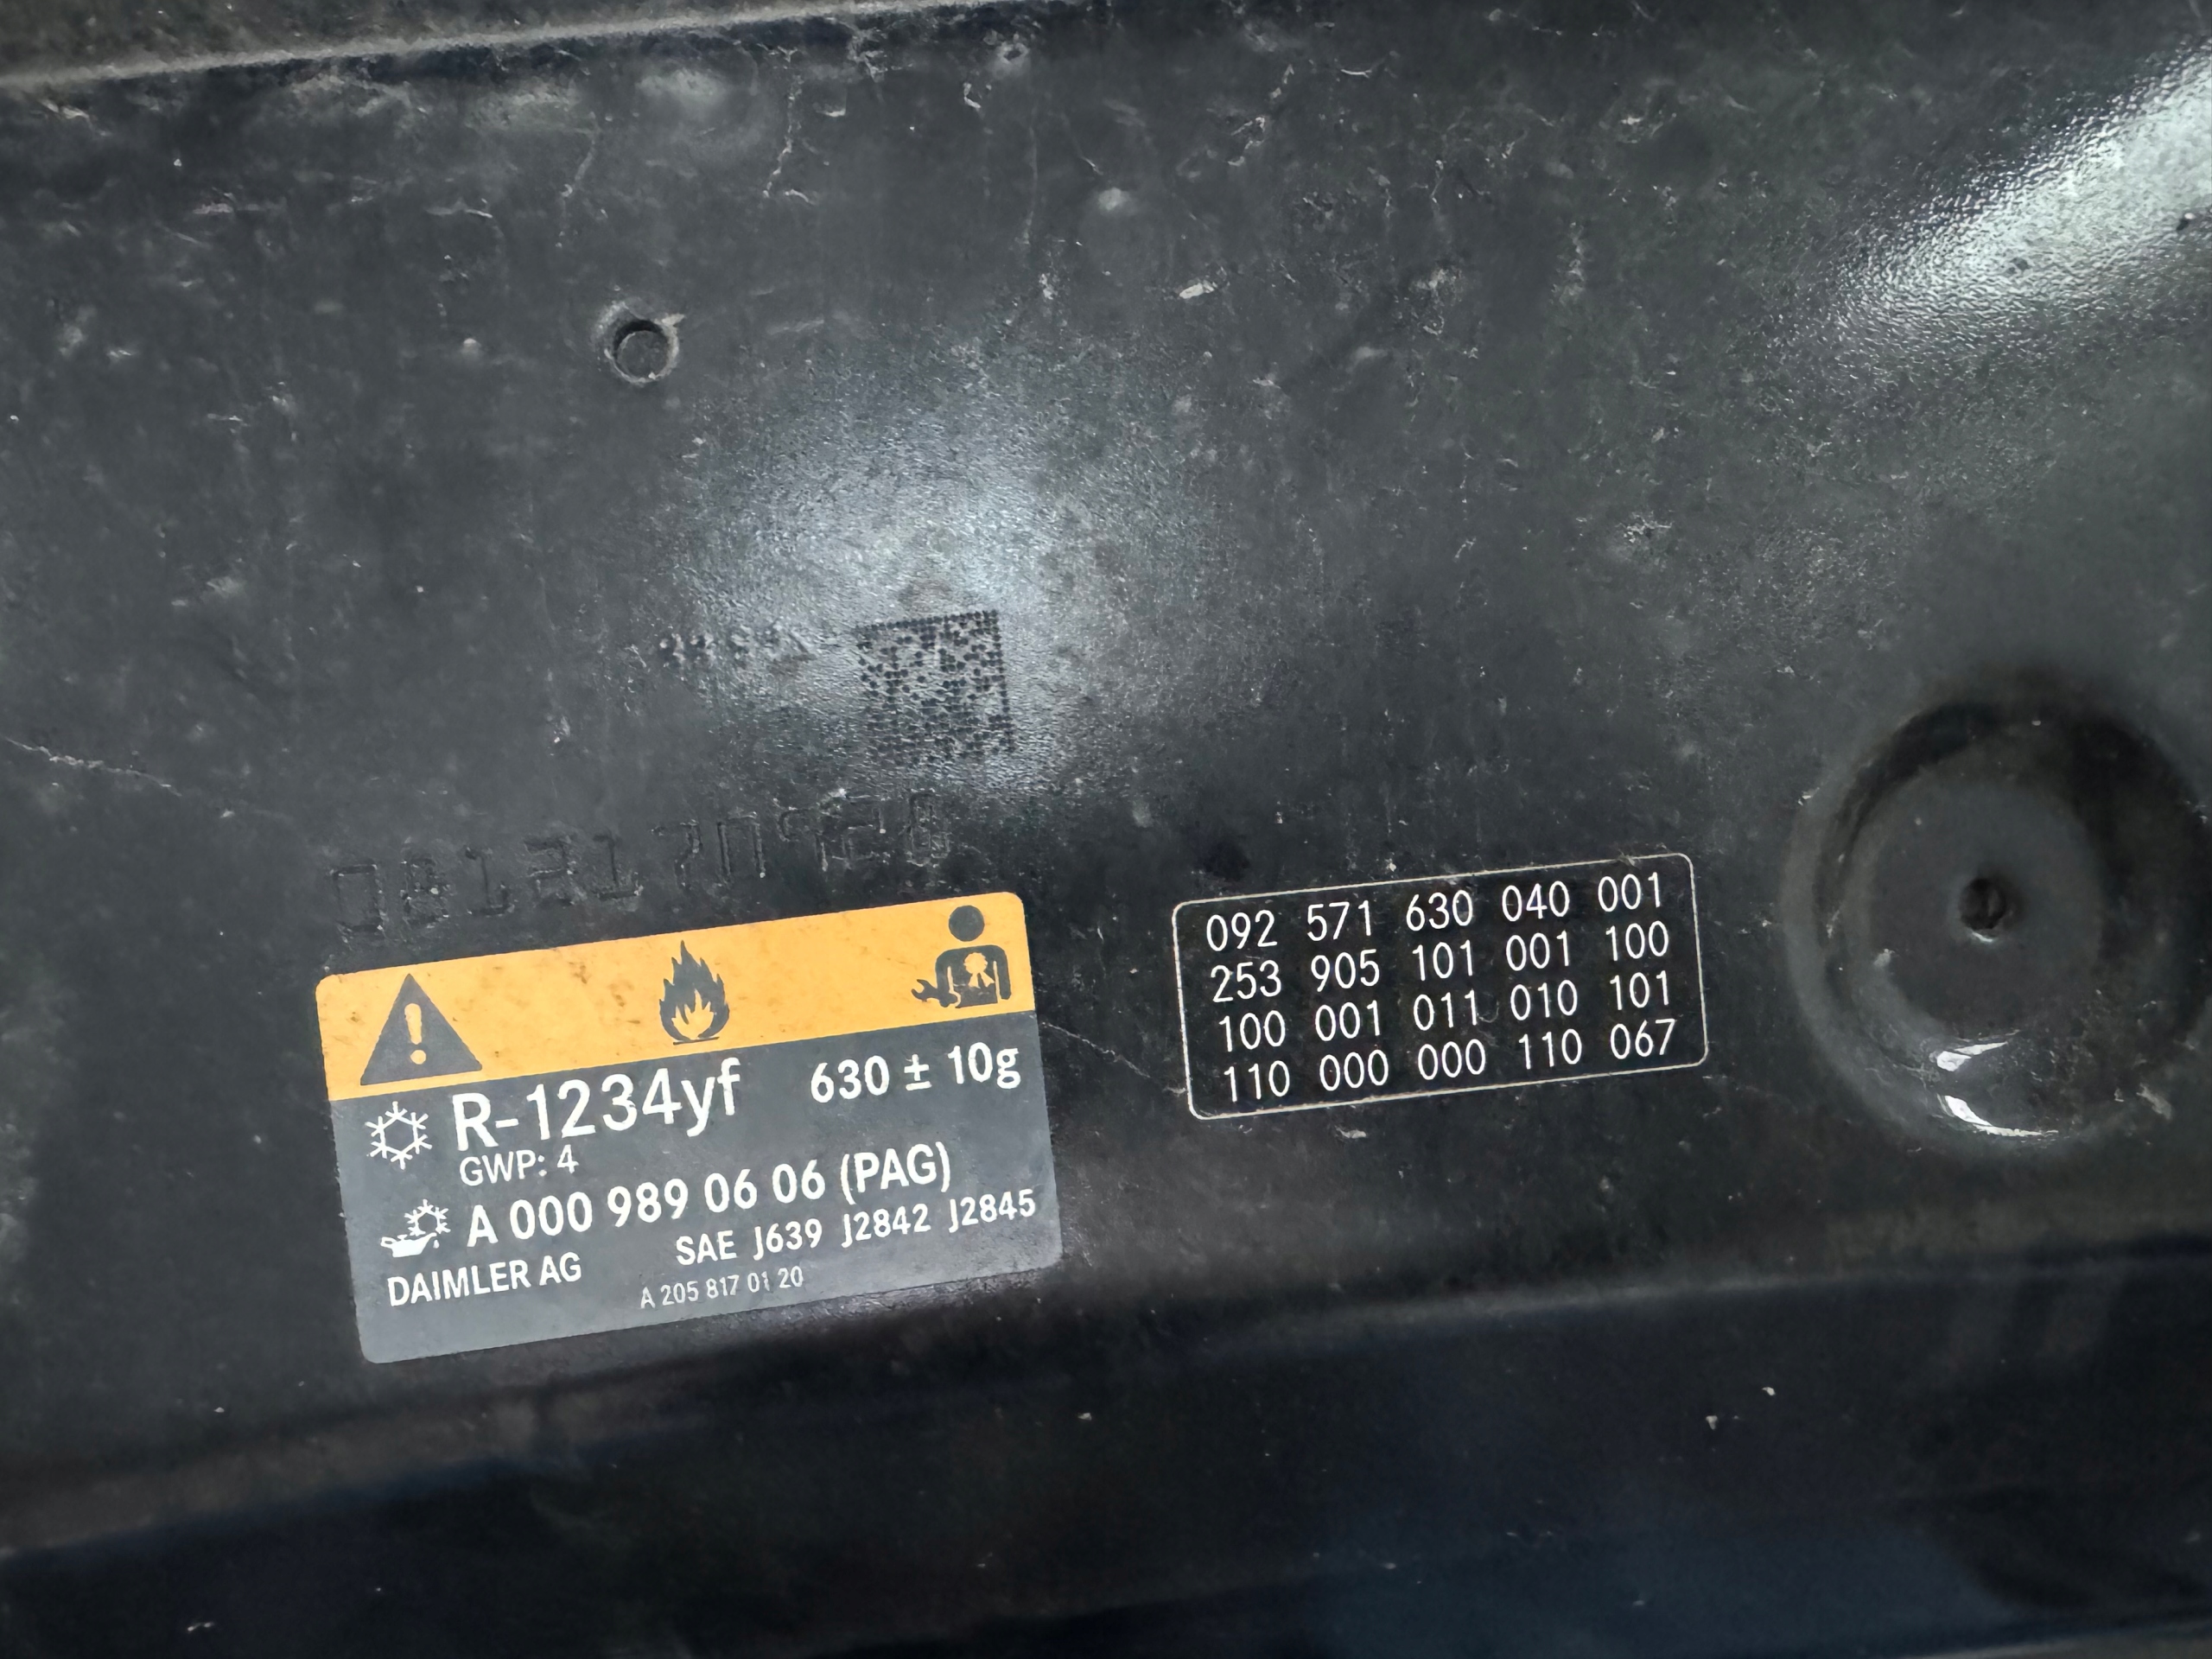 R-1234yf 630 ± 10g
GWP: 4
A 000 989 06 06 (PAG)
SAE J639 J2842 J2845
DAIMLER AG
A 205 817 01 20
092 571 630 040 001
253 905 101 001 100
100 001 011 010 101
110 000 000 110 067